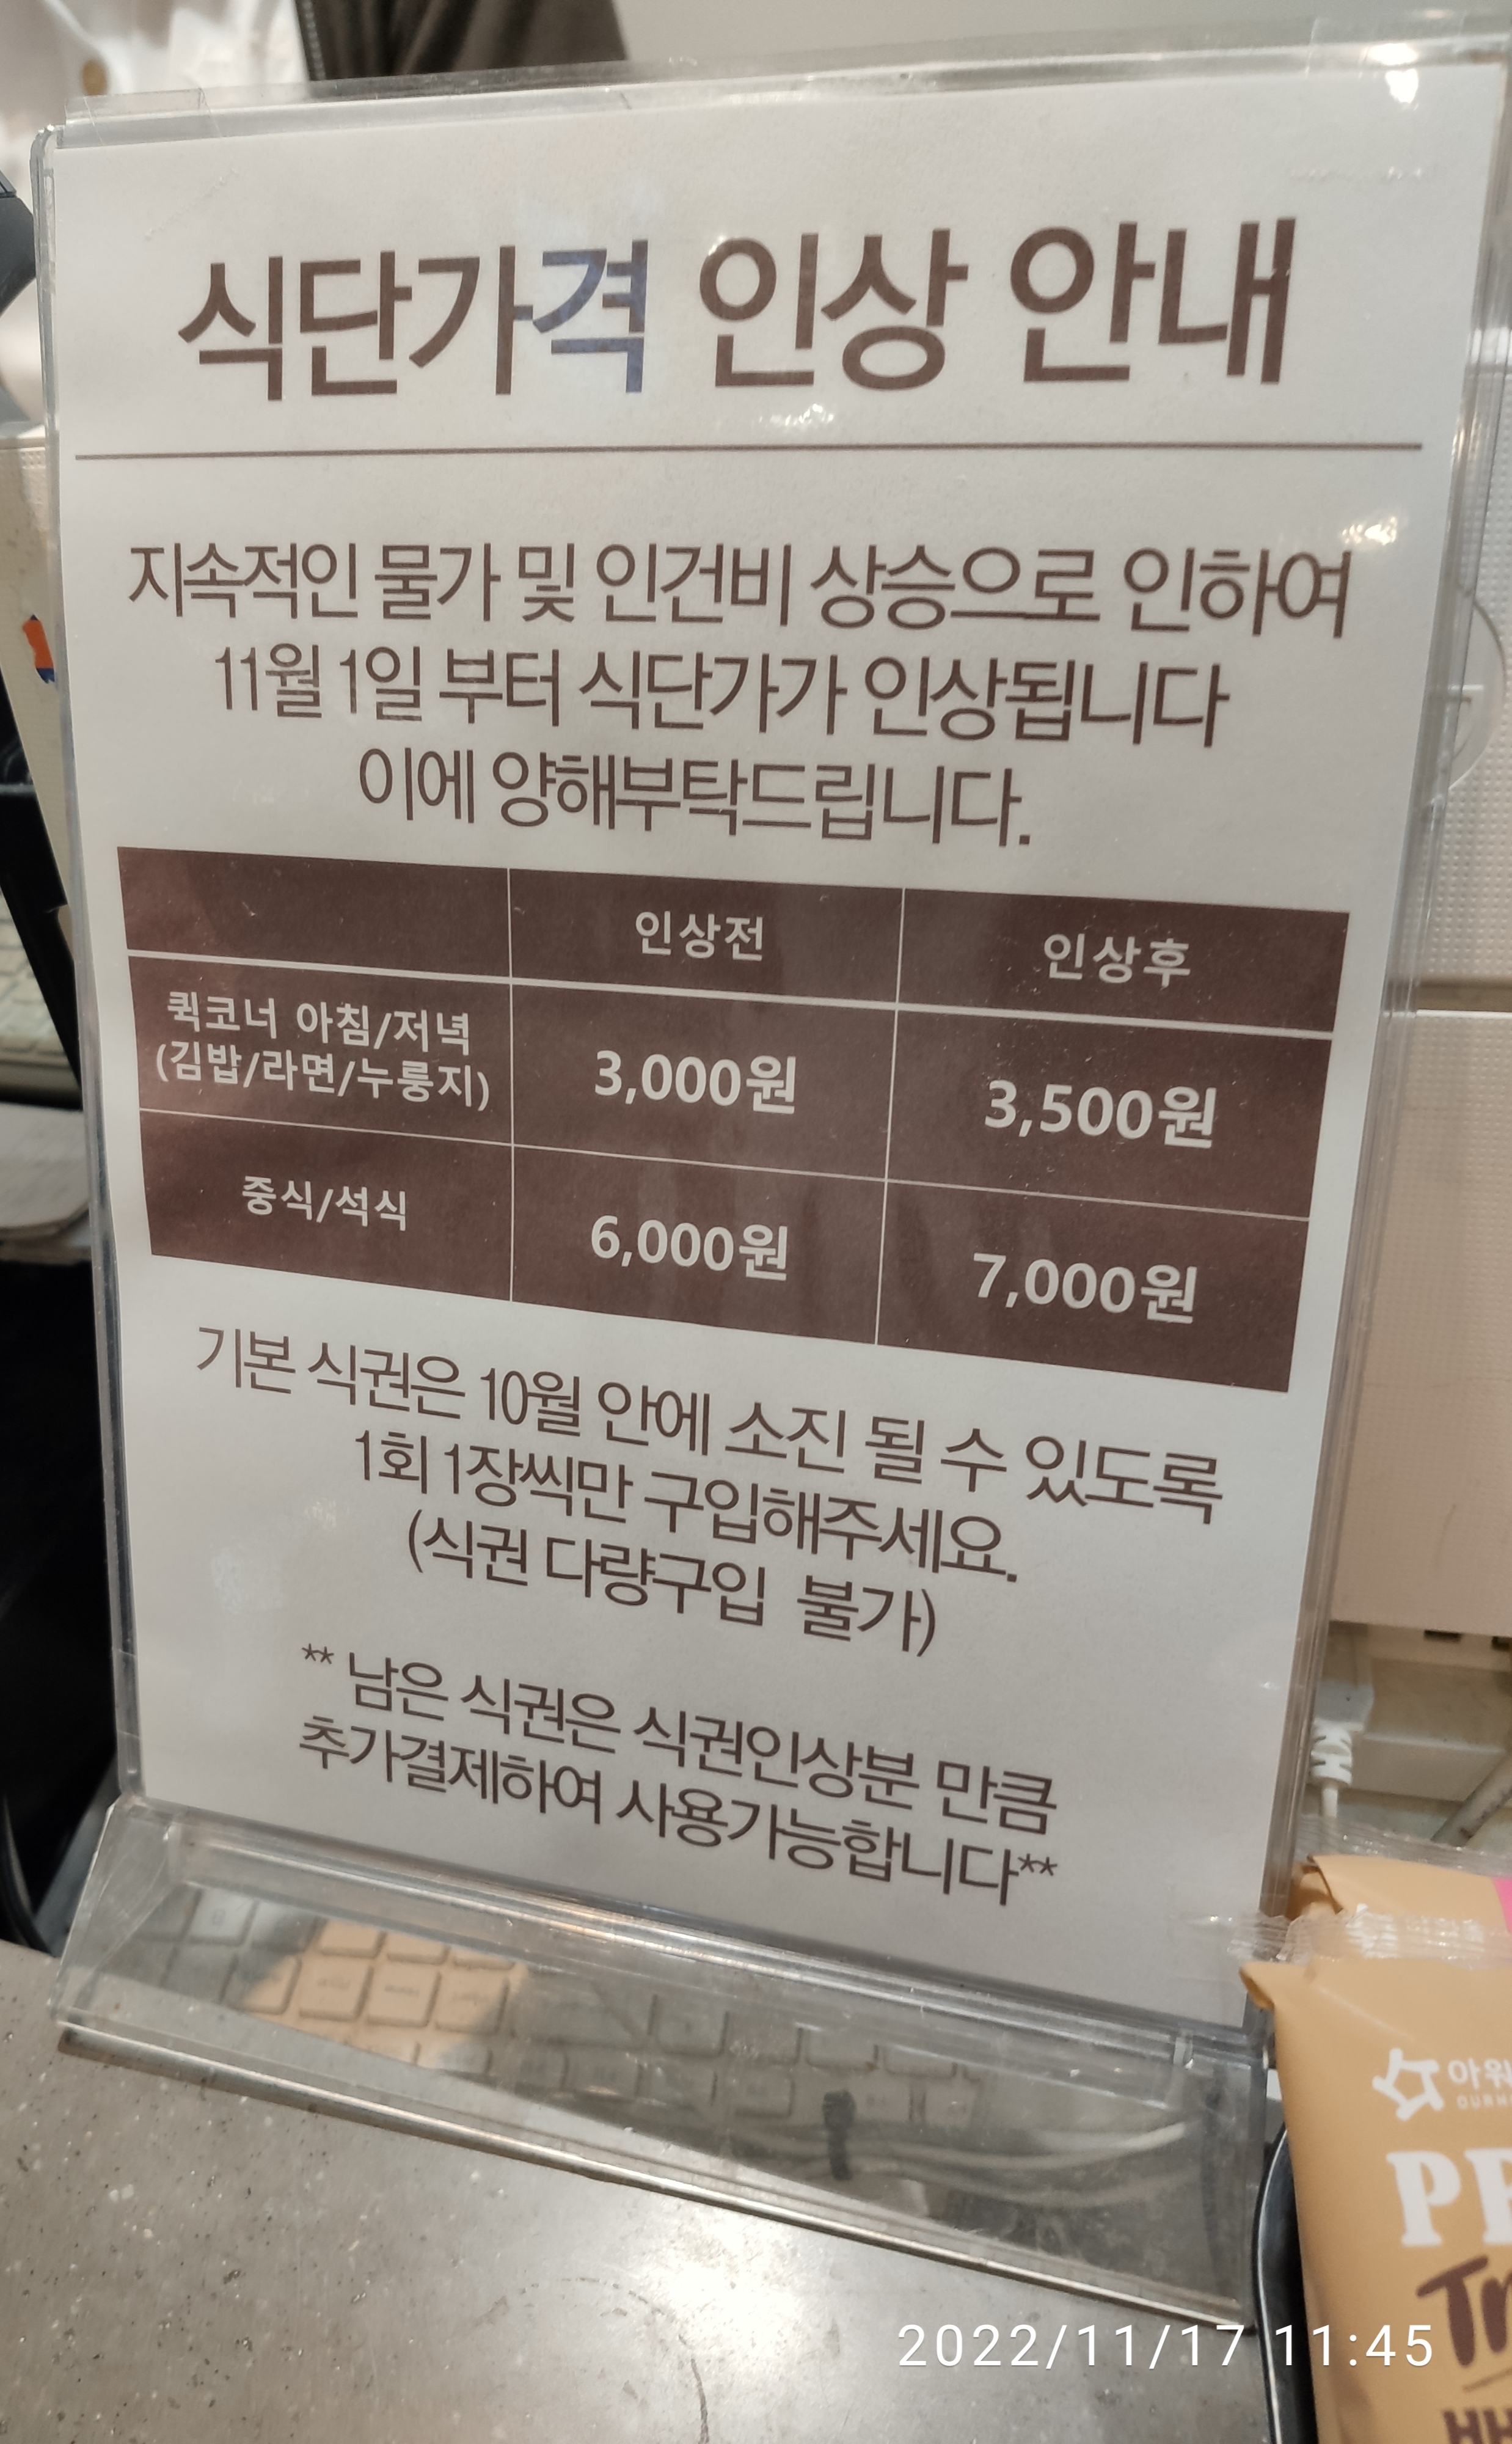 식단가격 인상 안내
지속적인 물가 및 인건비 상승으로 인하여
11월 1일 부터 식단가가 인상됩니다
이에 양해부탁드립니다.
인상전 인상후
퀵코너 아침/저녁
(김밥/라면/누룽지) 3,000원 3,500원
중식/석식 6,000원 7,000원
기본 식권은 10월 안에 소진 될 수 있도록
1회 1장씩만 구입해주세요.
(식권 다량구입 불가)
** 남은 식권은 식권인상분 만큼
추가결제하여 사용가능합니다**
2022/11/17 11:45